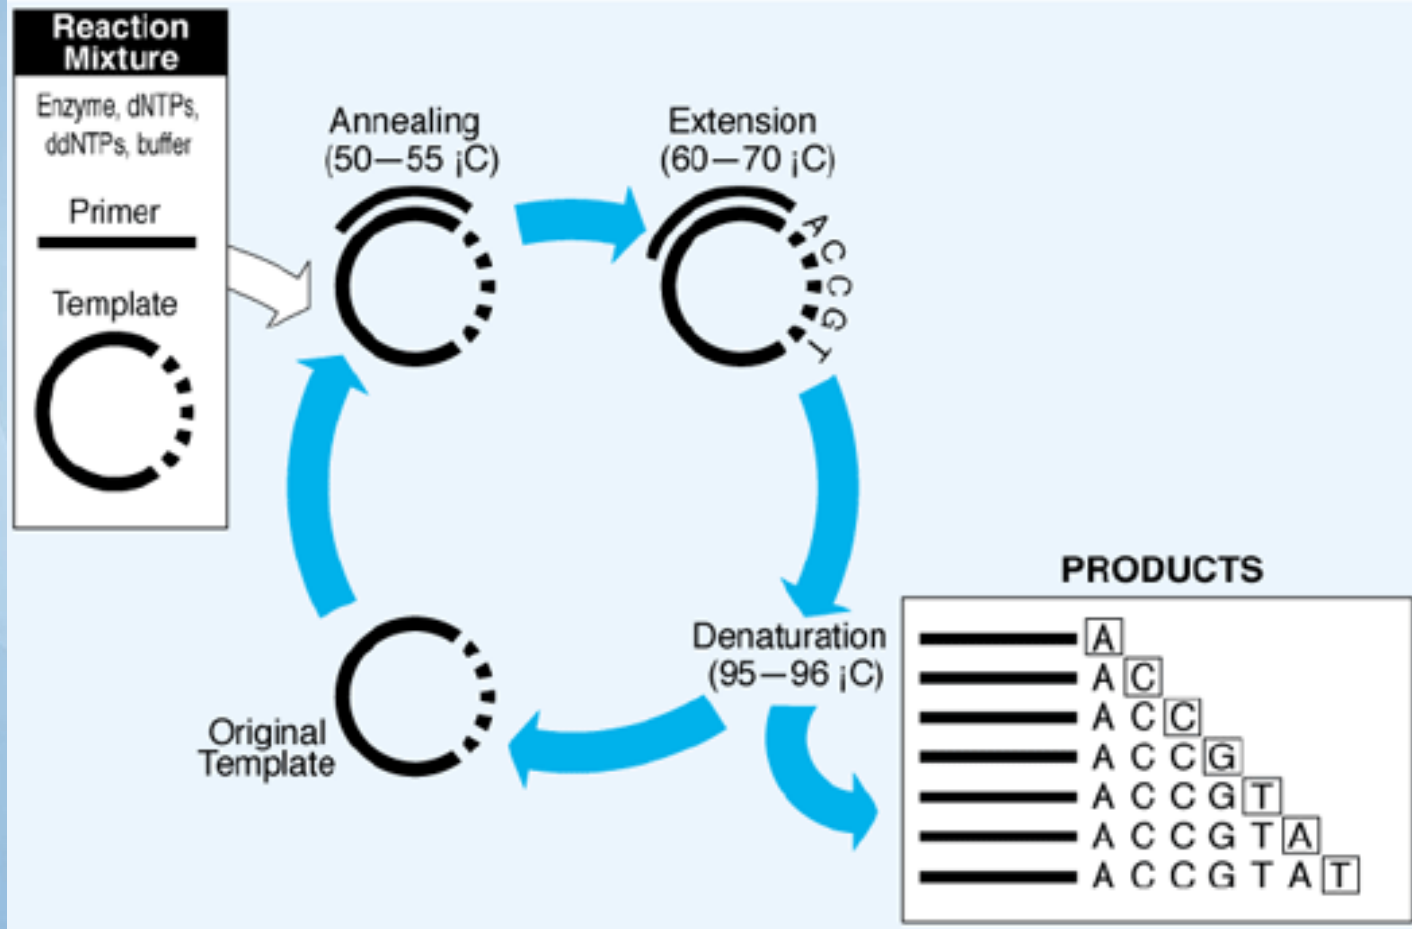 Reaction
Mixture
Enzyme, dNTPs,
ddNTPs, buffer
Primer
Template
Annealing
(50—55 ¡C)
Extension
(60—70 ¡C)
A C C G T
Denaturation
(95—96 ¡C)
Original
Template
PRODUCTS
A
A C
A C C
A C C G
A C C G T
A C C G T A
A C C G T A T